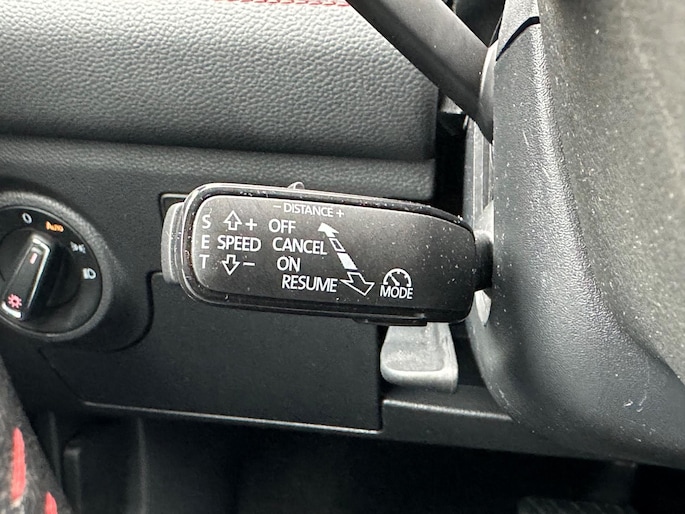 - DISTANCE +
S + OFF
E SPEED CANCEL
T - ON
RESUME MODE
0 Auto